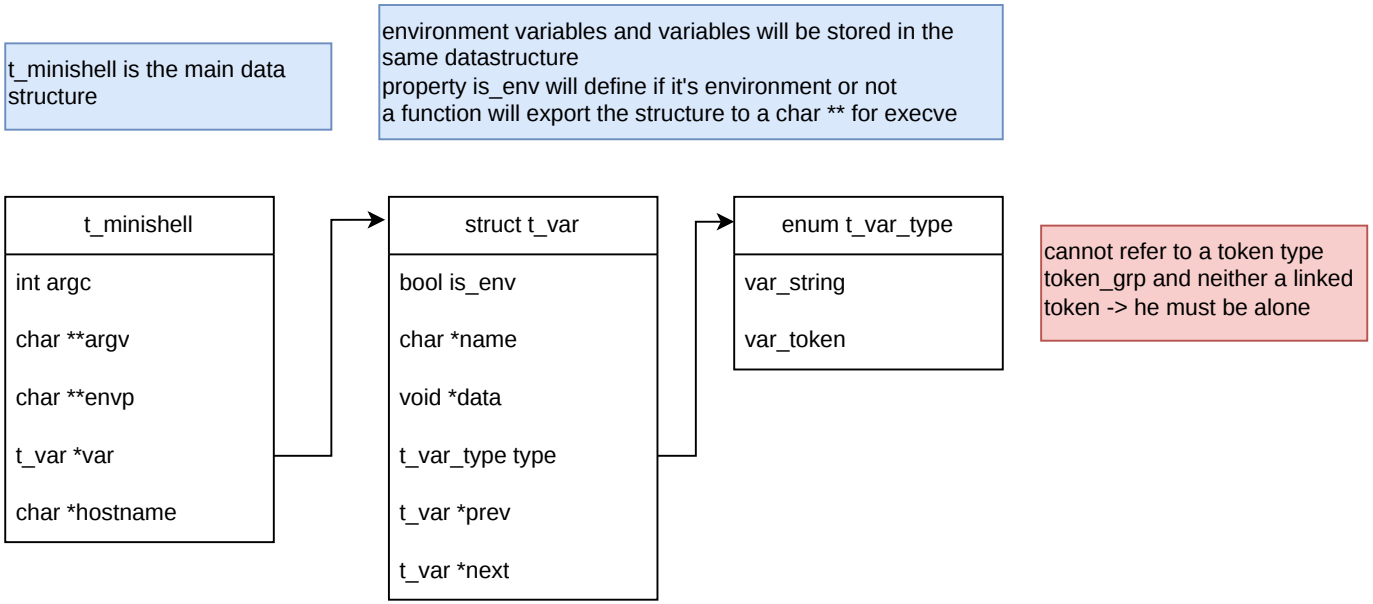 t_minishell is the main data
structure
environment variables and variables will be stored in the
same datastructure
property is_env will define if it's environment or not
a function will export the structure to a char ** for execve
t_minishell
int argc
char **argv
char **envp
t_var *var
char *hostname
struct t_var
bool is_env
char *name
void *data
t_var_type type
t_var *prev
t_var *next
enum t_var_type
var_string
var_token
cannot refer to a token type
token_grp and neither a linked
token -> he must be alone